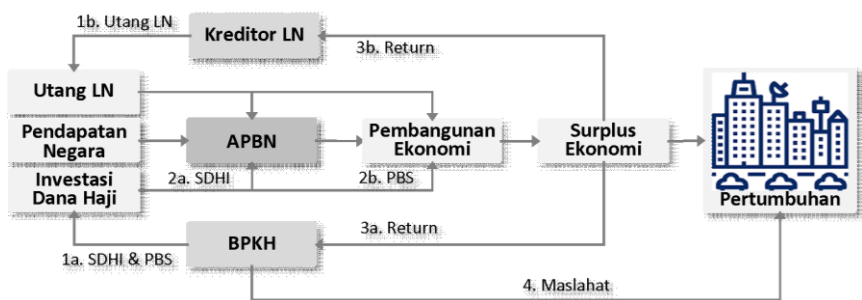 1b. Utang LN
Kreditor LN
3b. Return
Utang LN
Pendapatan
Negara
APBN
Pembangunan
Ekonomi
Surplus
Ekonomi
Investasi
Dana Haji
2a. SDHI
2b. PBS
Pertumbuhan
1a. SDHI & PBS
BPKH
3a. Return
4. Maslahat